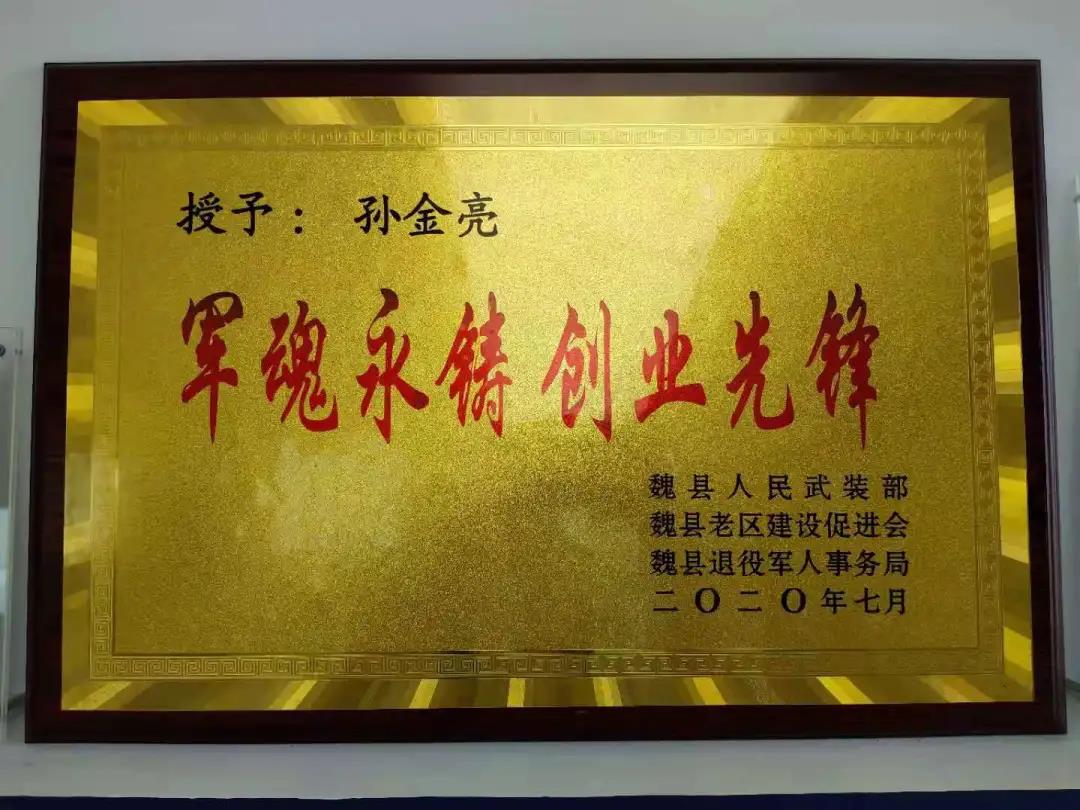 授予： 孙金亮
军魂永铸 创业先锋
魏县人民武装部
魏县老区建设促进会
魏县退役军人事务局
二〇二〇年七月